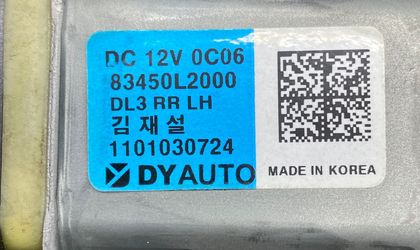 DC 12V 0C06
83450L2000
DL3 RR LH
김재설
1101030724
DYAUTO
MADE IN KOREA